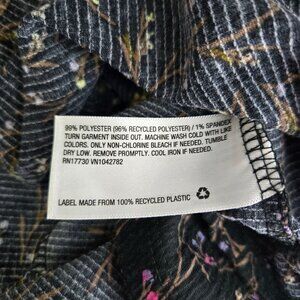 99% POLYESTER (96% RECYCLED POLYESTER) / 1% SPANDEX
TURN GARMENT INSIDE OUT. MACHINE WASH COLD WITH LIKE
COLORS. ONLY NON-CHLORINE BLEACH IF NEEDED. TUMBLE
DRY LOW. REMOVE PROMPTLY. COOL IRON IF NEEDED.
RN17730 VN1042782
LABEL MADE FROM 100% RECYCLED PLASTIC